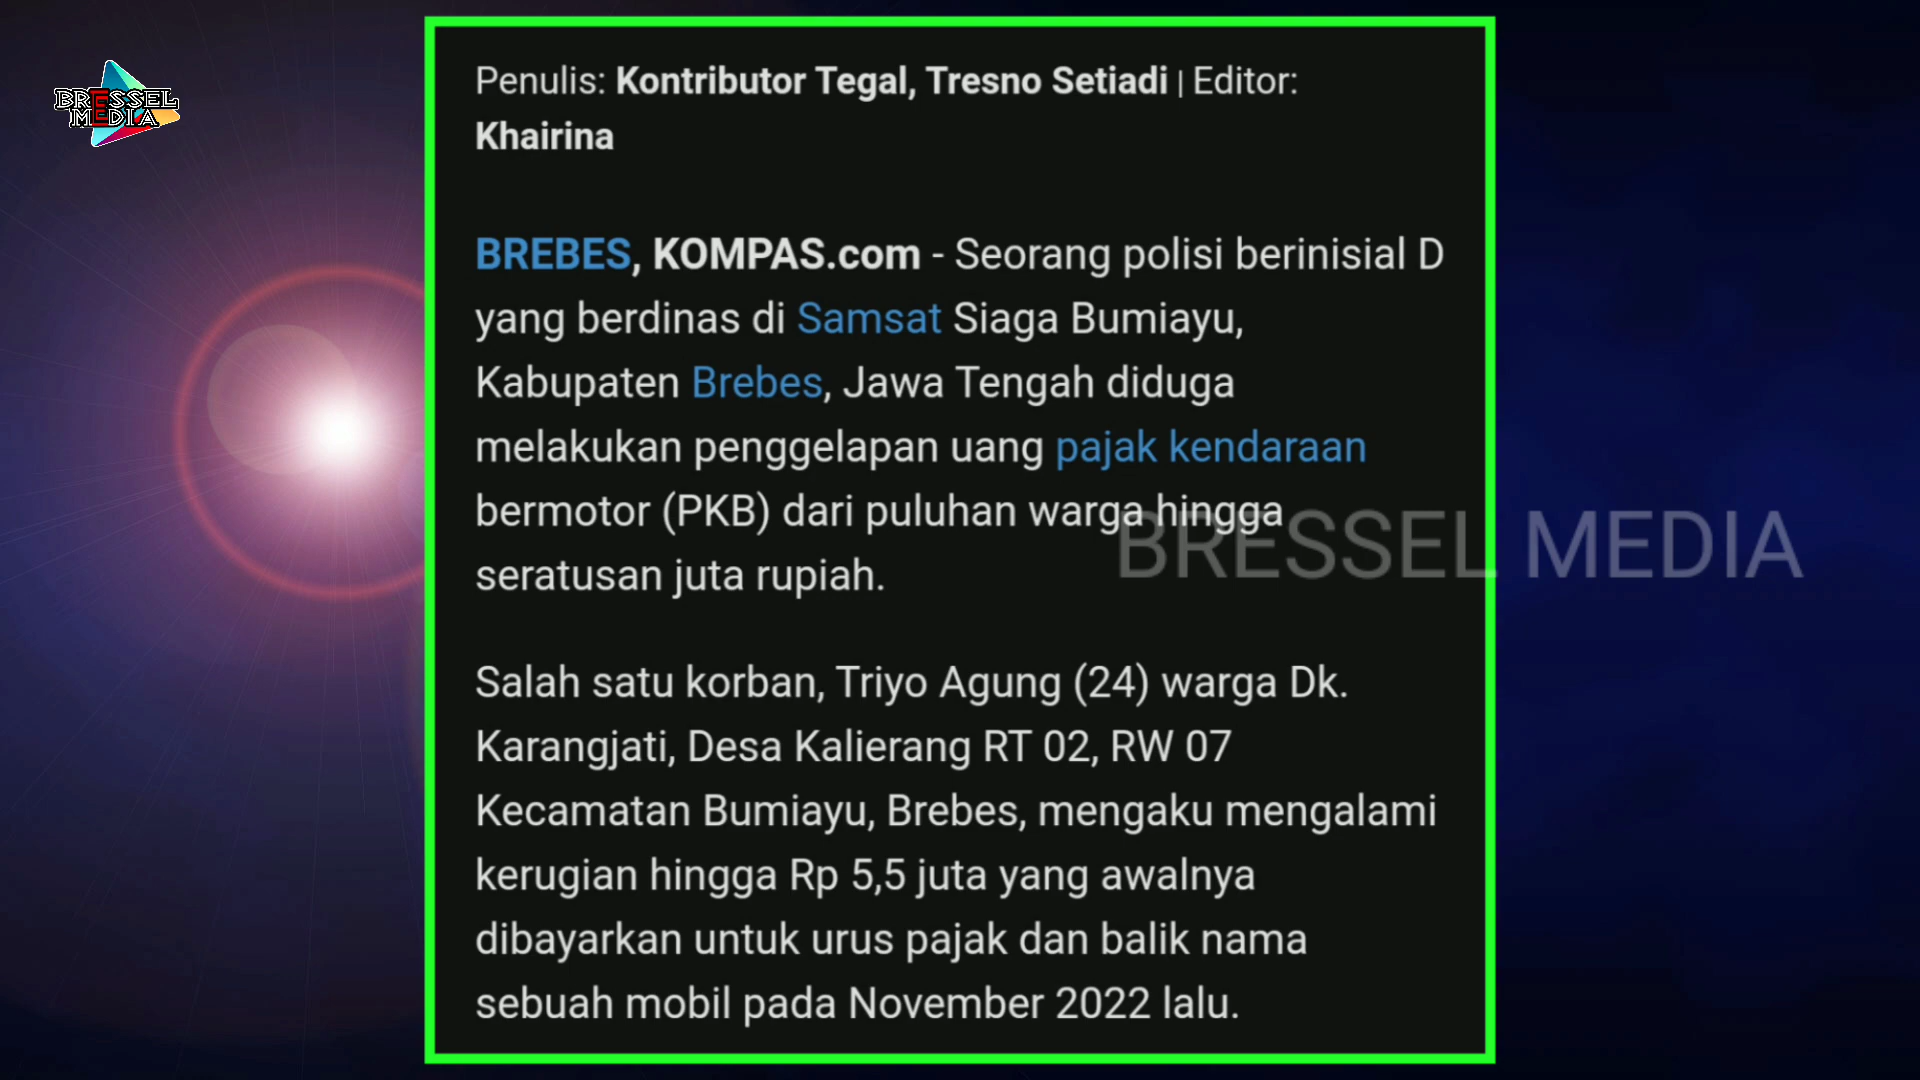 BRESSEL
MEDIA
Penulis: Kontributor Tegal, Tresno Setiadi | Editor:
Khairina
BREBES, KOMPAS.com - Seorang polisi berinisial D
yang berdinas di Samsat Siaga Bumiayu,
Kabupaten Brebes, Jawa Tengah diduga
melakukan penggelapan uang pajak kendaraan
bermotor (PKB) dari puluhan warga hingga
seratusan juta rupiah.
BRESSEL MEDIA
Salah satu korban, Triyo Agung (24) warga Dk.
Karangjati, Desa Kalierang RT 02, RW 07
Kecamatan Bumiayu, Brebes, mengaku mengalami
kerugian hingga Rp 5,5 juta yang awalnya
dibayarkan untuk urus pajak dan balik nama
sebuah mobil pada November 2022 lalu.